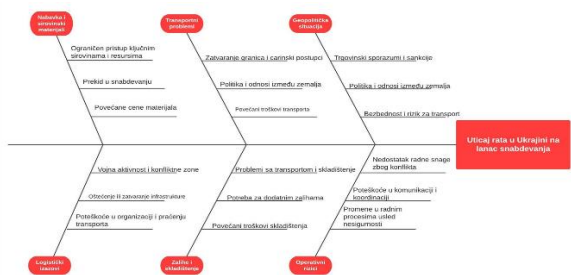 Nabavka i
sirovinski
materijali
Transportni
problemi
Geopolitička
situacija
Ograničen pristup ključnim
sirovinama i resursima
Prekid u snabdevanju
Povećane cene materijala
Zatvaranje granica i carinski postupci
Politika i odnosi između zemalja
Povećani troškovi transporta
Trgovinski sporazumi i sankcije
Politika i odnosi između zemalja
Bezbednost i rizik za transport
Uticaj rata u Ukrajini na
lanac snabdevanja
Vojna aktivnost i konfliktne zone
Oštećenje ili zatvaranje infrastrukture
Poteškoće u organizaciji i praćenju
transporta
Problemi sa transportom i skladištenje
Potreba za dodatnim zalihama
Povećani troškovi skladištenja
Nedostatak radne snage
zbog konflikta
Poteškoće u komunikaciji i
koordinaciji
Promene u radnim
procesima usled
nesigurnosti
Logistički
izazovi
Zalihe i
skladištenje
Operativni
rizici